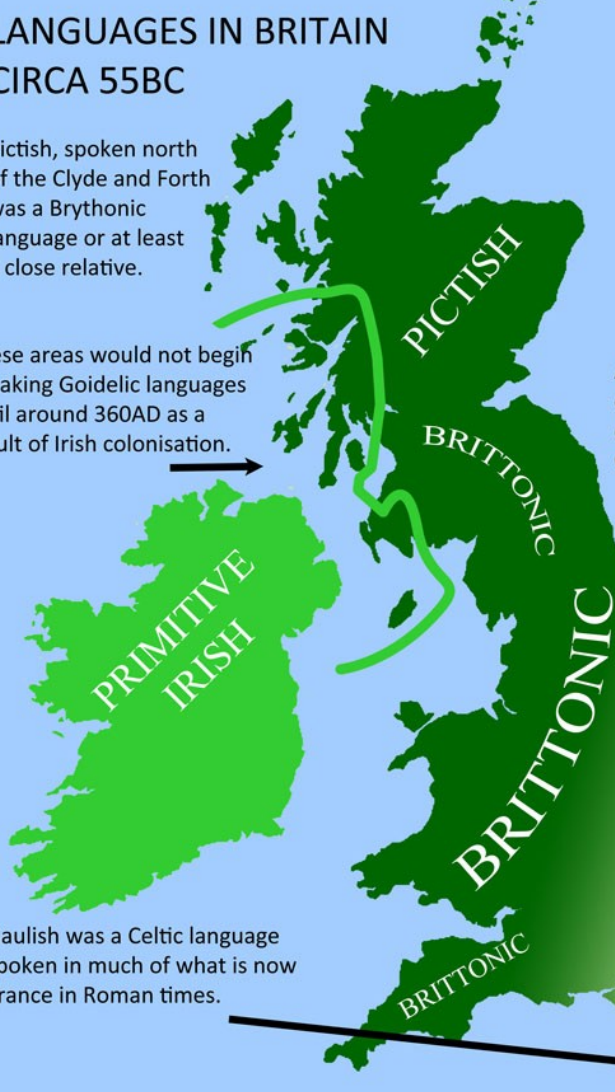 LANGUAGES IN BRITAIN
CIRCA 55BC
ictish, spoken north
f the Clyde and Forth
was a Brythonic
anguage or at least
close relative.
PICTISH
ese areas would not begin
aking Goidelic languages
il around 360AD as a
ult of Irish colonisation.
BRITTONIC
PRIMITIVE
IRISH
BRITTONIC
aulish was a Celtic language
poken in much of what is now
rance in Roman times.
BRITTONIC